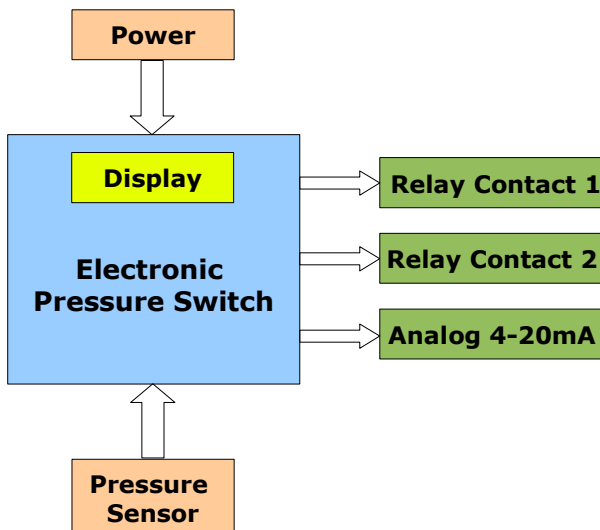 Power
Display
Electronic
Pressure Switch
Relay Contact 1
Relay Contact 2
Analog 4-20mA
Pressure
Sensor